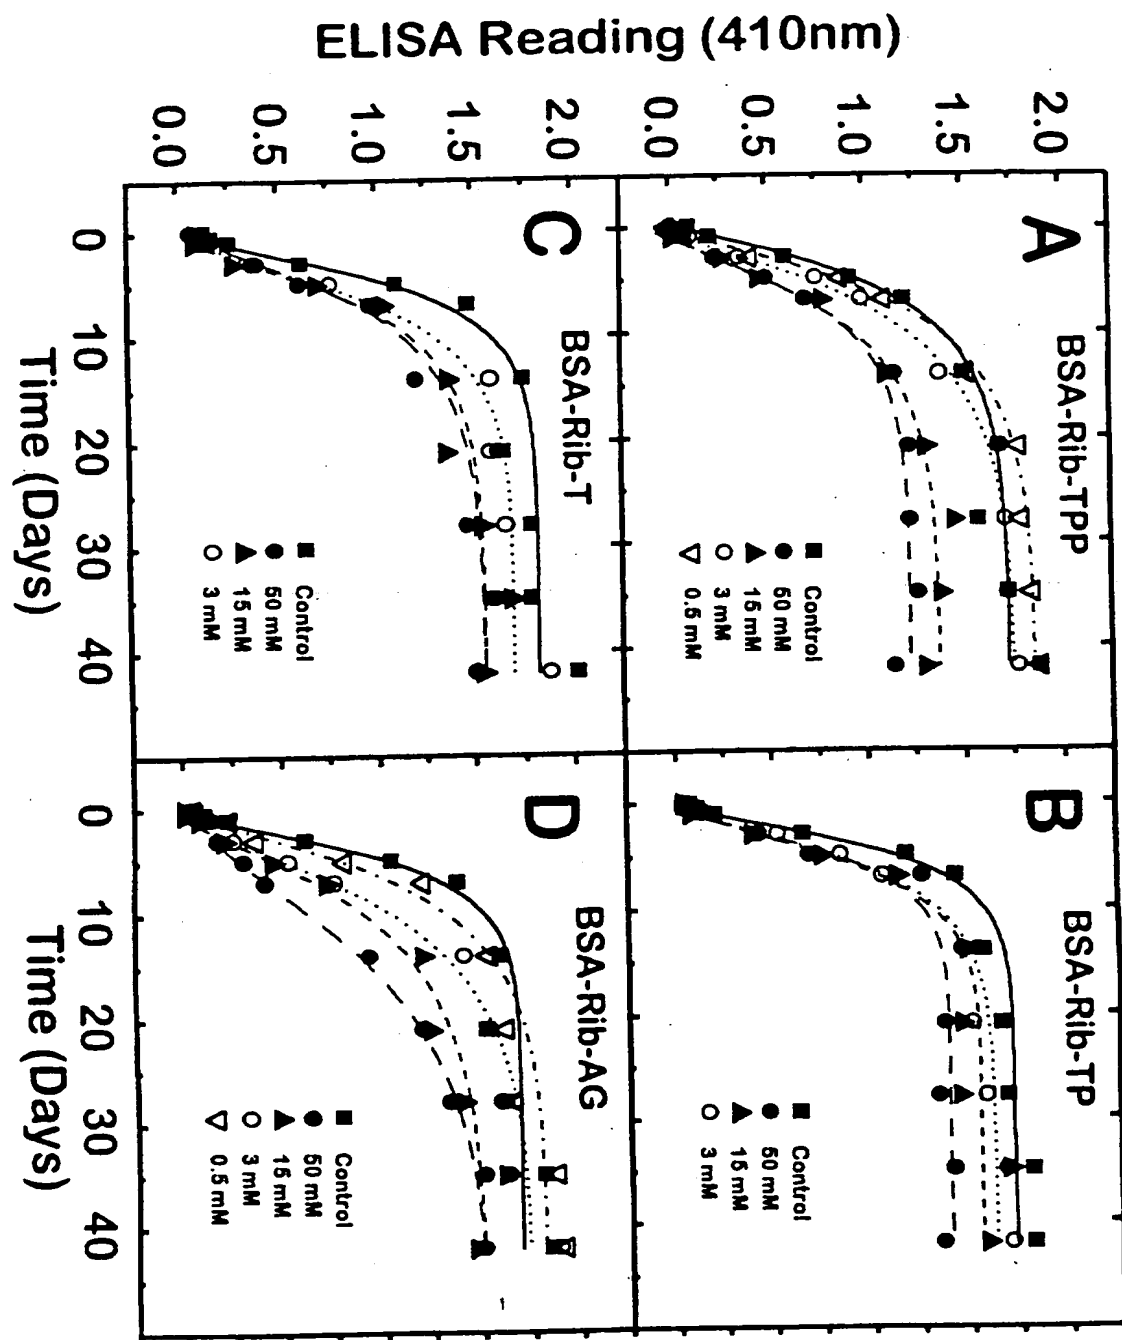 ELISA Reading (410nm)
2.0
1.5
1.0
0.5
0.0
A
BSA-Rib-TPP
Control
50 mM
15 mM
3 mM
0.5 mM
B
BSA-Rib-TP
Control
50 mM
15 mM
3 mM
2.0
1.5
1.0
0.5
0.0
C
BSA-Rib-T
Control
50 mM
15 mM
3 mM
D
BSA-Rib-AG
Control
50 mM
15 mM
3 mM
0.5 mM
0 10 20 30 40
0 10 20 30 40
Time (Days)
Time (Days)